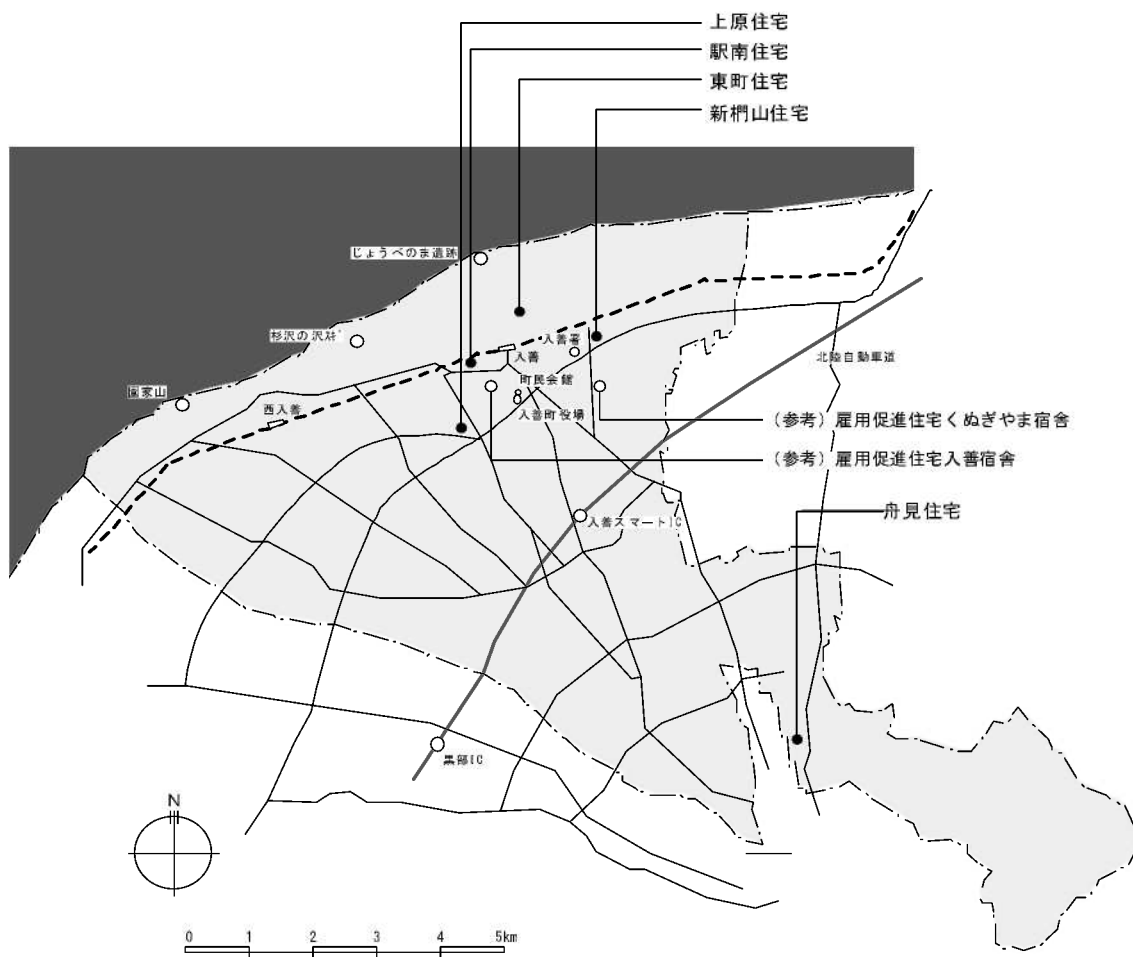 上原住宅
駅南住宅
東町住宅
新椚山住宅
じょうべのま遺跡
杉沢の沢ｽｷﾞ
入善署
入善
北陸自動車道
町民会館
園家山
西入善
入善町役場
(参考) 雇用促進住宅くぬぎやま宿舎
(参考) 雇用促進住宅入善宿舎
舟見住宅
入善スマートIC
黒部IC
N
0 1 2 3 4 5km